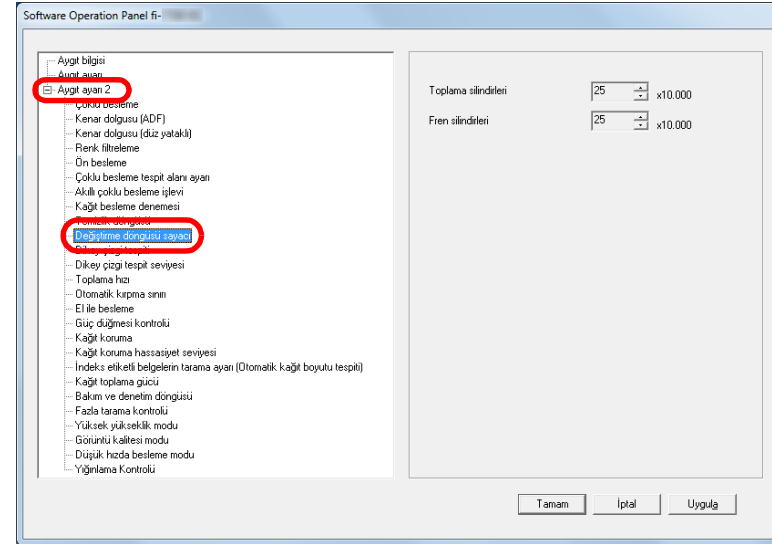 Software Operation Panel fi-
Aygıt bilgisi
Aygıt ayarı
Aygıt ayarı 2
Çoklu besleme
Kenar dolgusu (ADF)
Kenar dolgusu (düz yataklı)
Renk filtreleme
Ön besleme
Çoklu besleme tespit alanı ayarı
Akıllı çoklu besleme işlevi
Kağıt besleme denemesi
Temizlik döngüsü
Değiştirme döngüsü sayacı
Dikey çizgi tespiti
Dikey çizgi tespit seviyesi
Toplama hızı
Otomatik kırpma sınırı
El ile besleme
Güç düğmesi kontrolü
Kağıt koruma
Kağıt koruma hassasiyet seviyesi
İndeks etiketli belgelerin tarama ayarı (Otomatik kağıt boyutu tespiti)
Kağıt toplama gücü
Bakım ve denetim döngüsü
Fazla tarama kontrolü
Yüksek yükseklik modu
Görüntü kalitesi modu
Düşük hızda besleme modu
Yığınlama Kontrolü
Toplama silindirleri 25 x10.000
Fren silindirleri 25 x10.000
Tamam İptal Uygula